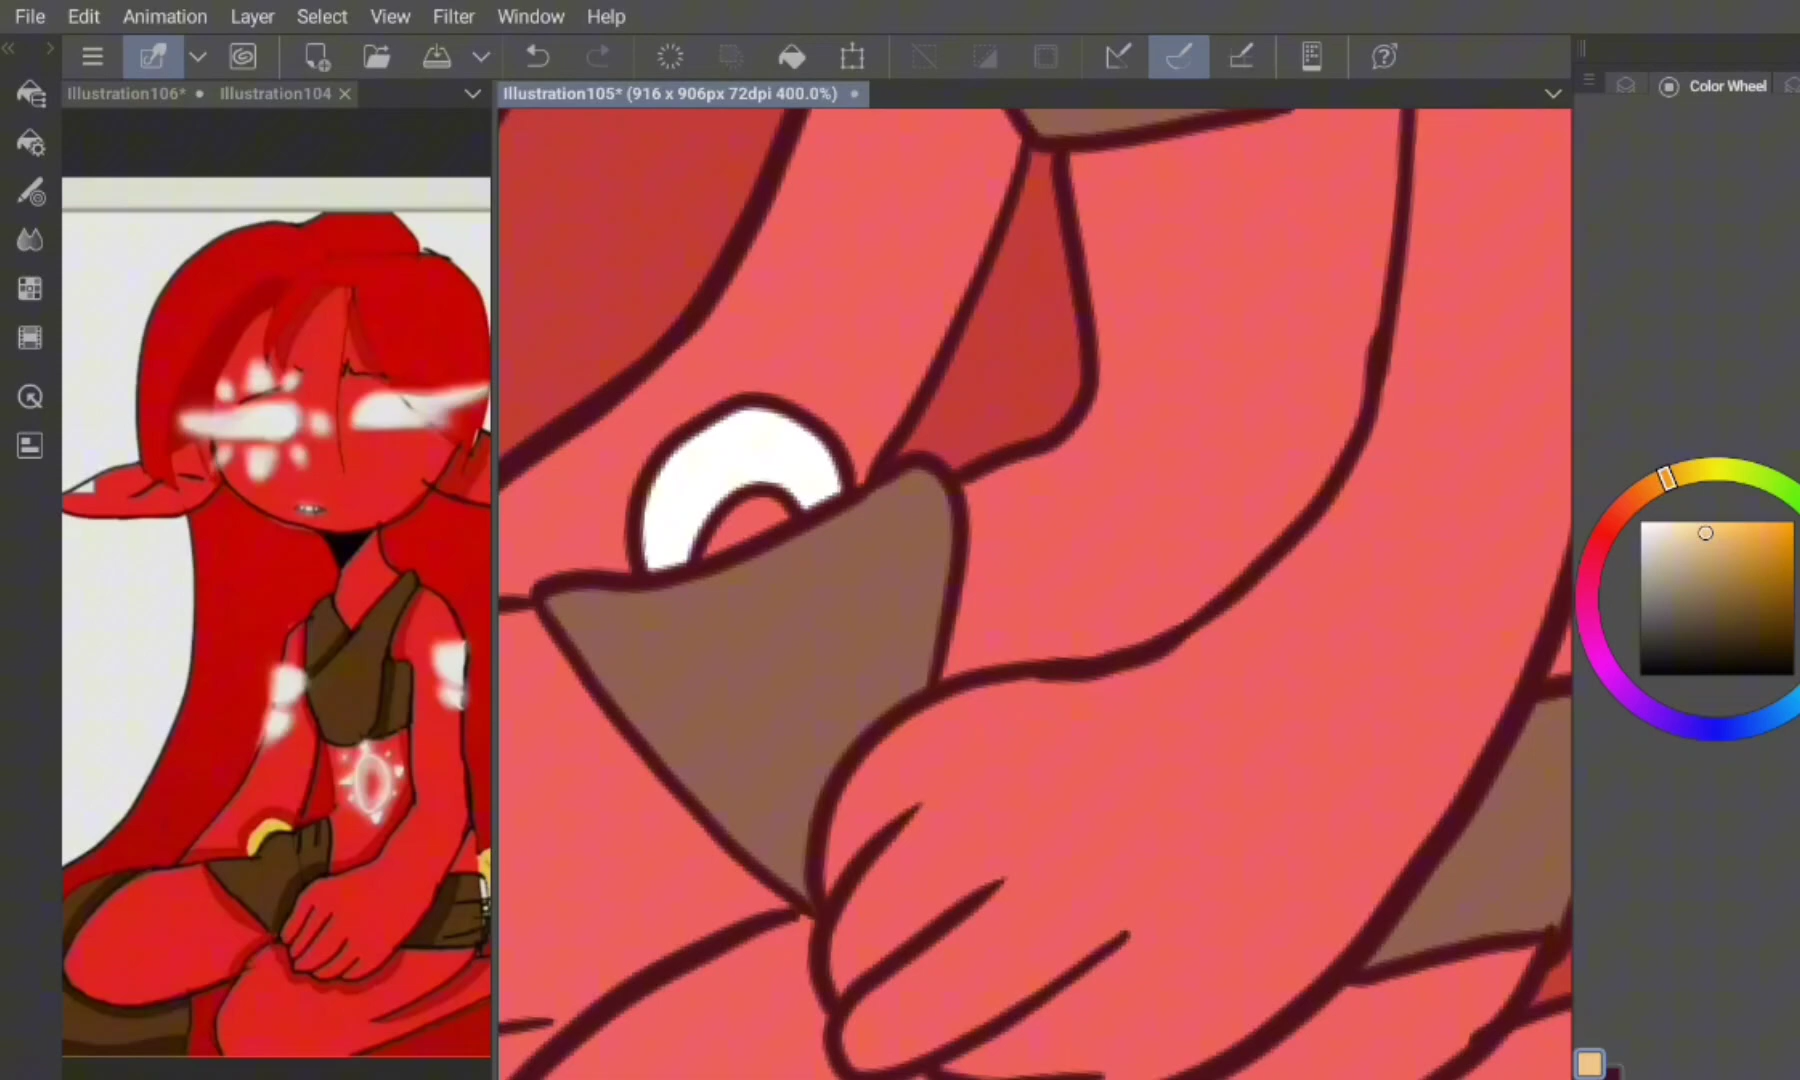 File Edit Animation Layer Select View Filter Window Help
Illustration106* Illustration104 Illustration105* (916 x 906px 72dpi 400.0%)
Color Wheel